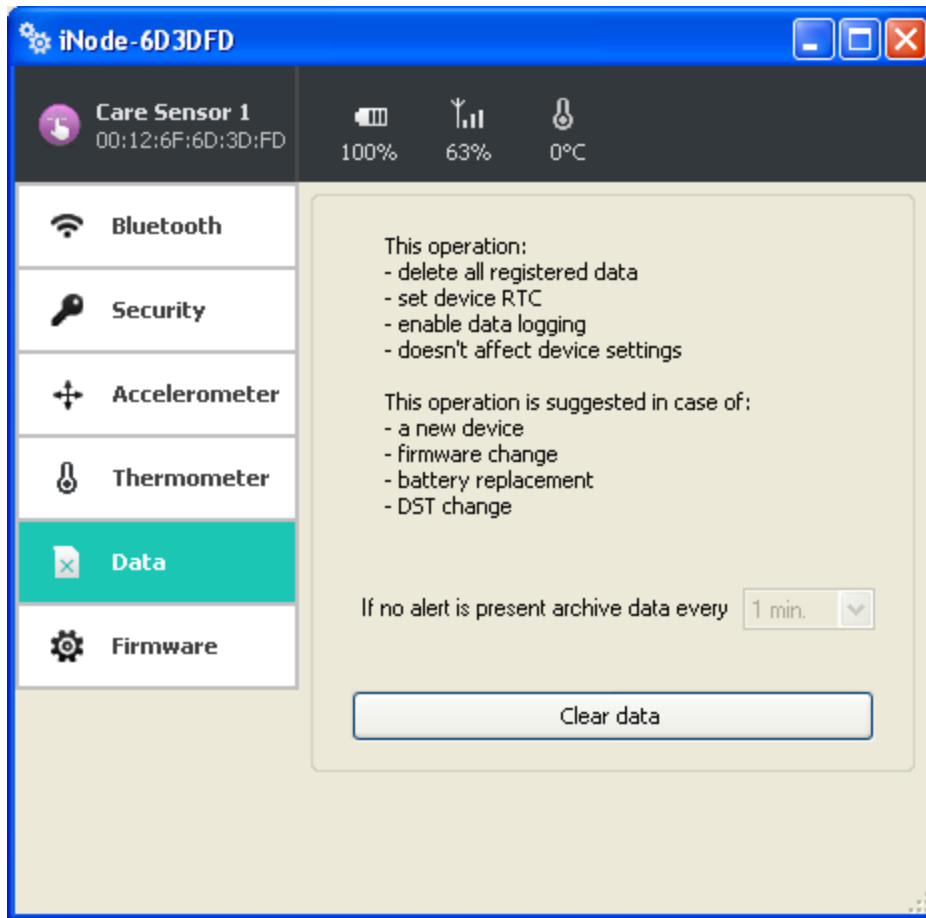 iNode-6D3DFD
Care Sensor 1
00:12:6F:6D:3D:FD
100%
63%
0°C
Bluetooth
Security
Accelerometer
Thermometer
Data
Firmware
This operation:
- delete all registered data
- set device RTC
- enable data logging
- doesn't affect device settings
This operation is suggested in case of:
- a new device
- firmware change
- battery replacement
- DST change
If no alert is present archive data every 1 min.
Clear data